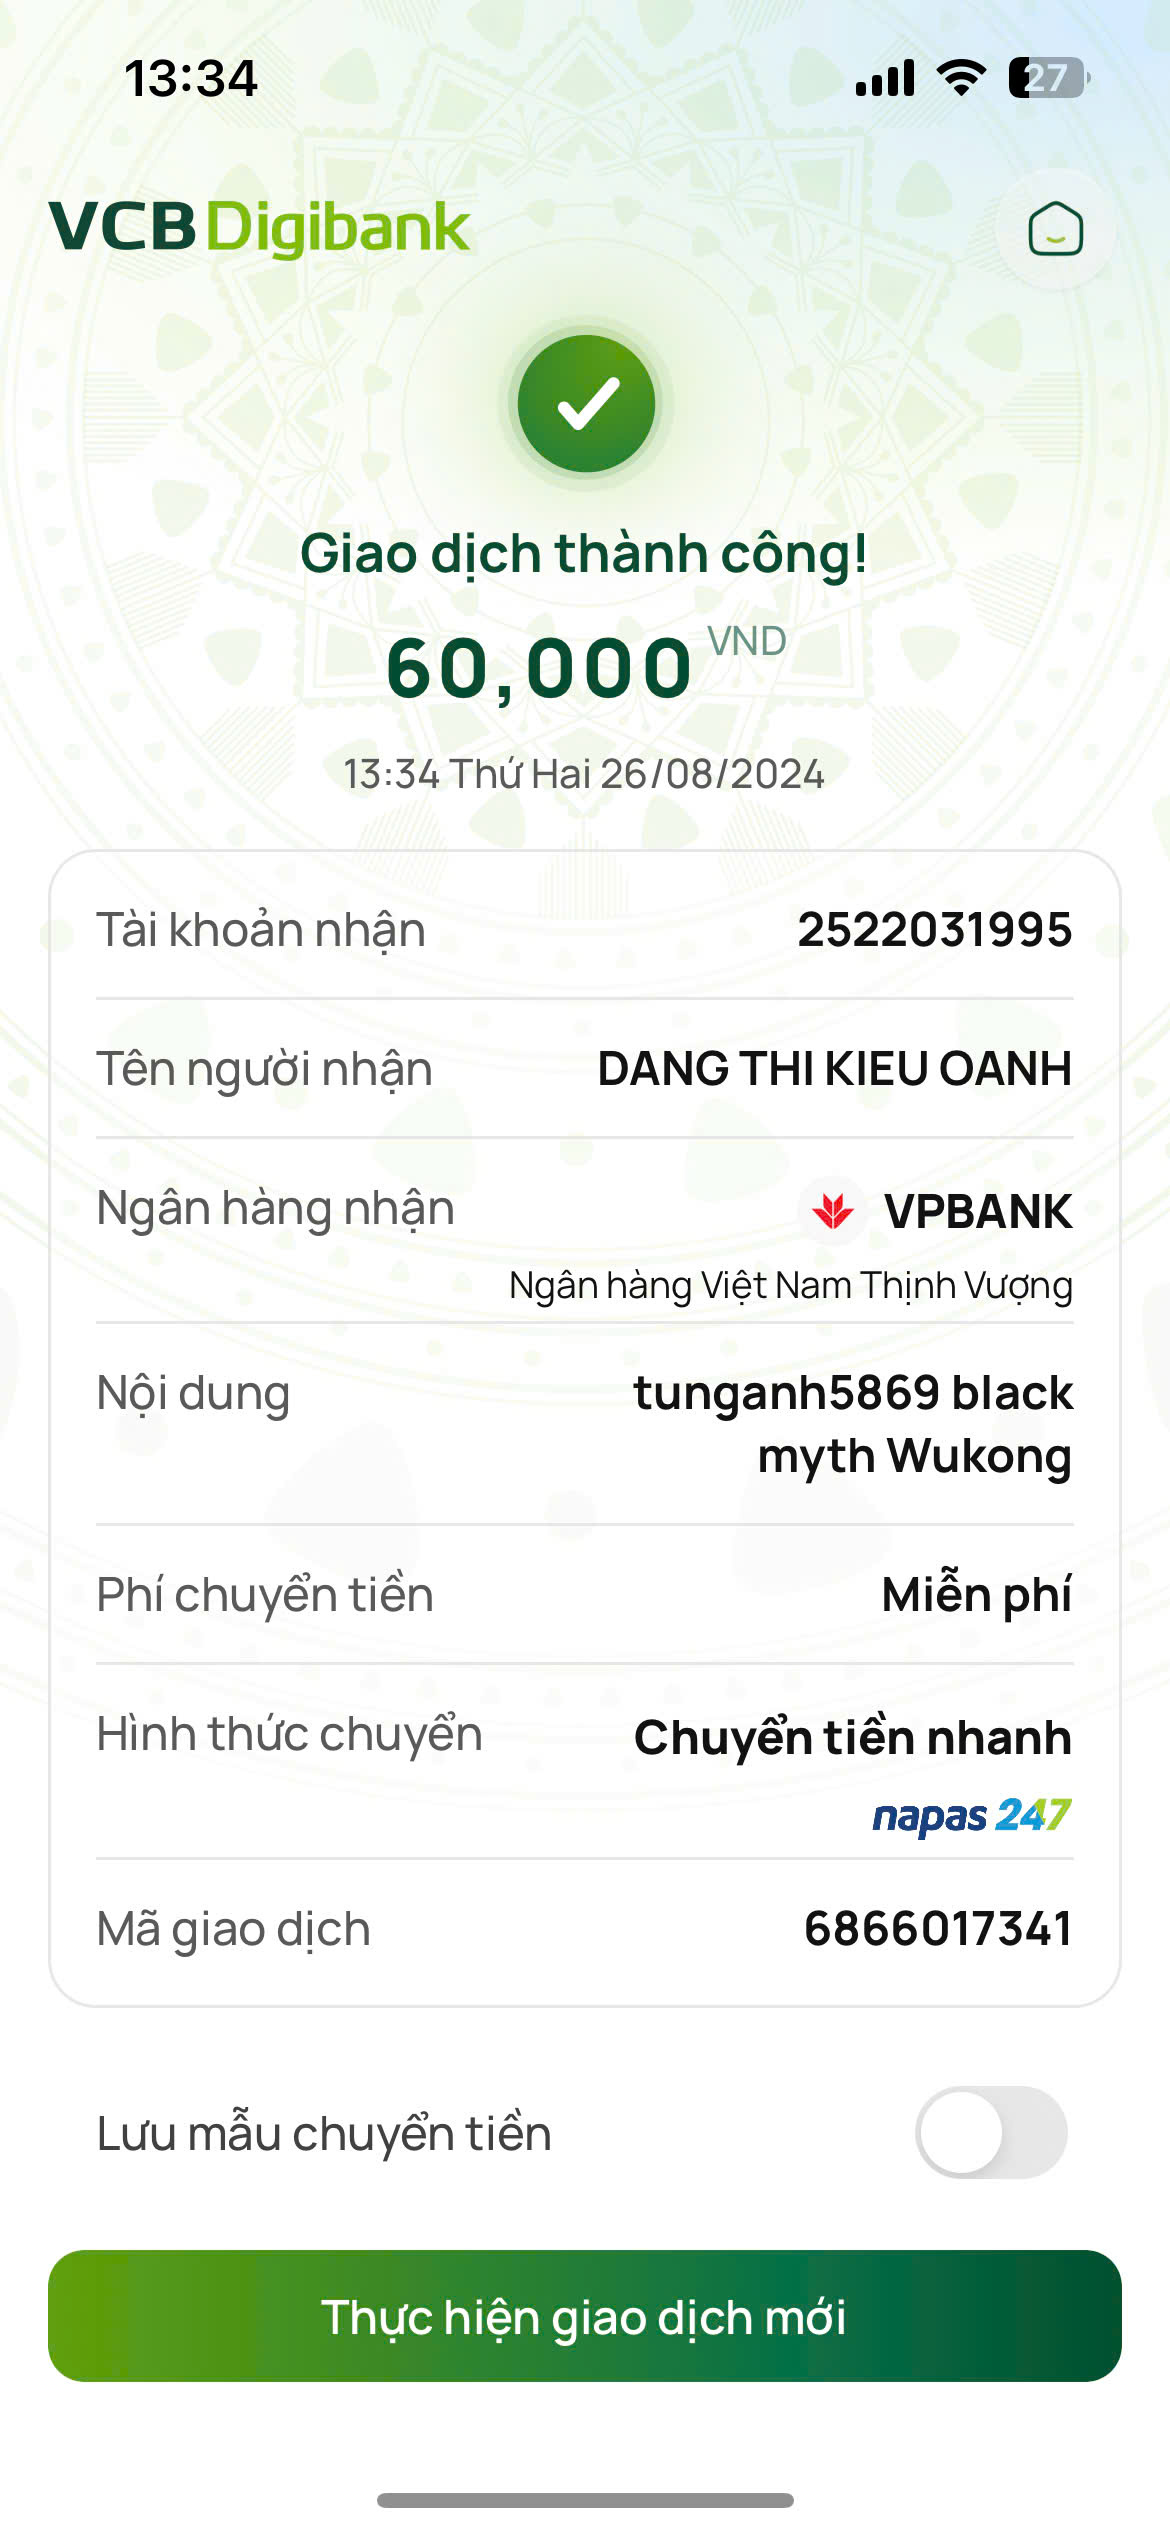 13:34
27
VCB Digibank
Giao dịch thành công!
60,000 VND
13:34 Thứ Hai 26/08/2024
Tài khoản nhận 2522031995
Tên người nhận DANG THI KIEU OANH
Ngân hàng nhận VPBANK
Ngân hàng Việt Nam Thịnh Vượng
Nội dung tunganh5869 black
myth Wukong
Phí chuyển tiền Miễn phí
Hình thức chuyển Chuyển tiền nhanh
napas 247
Mã giao dịch 6866017341
Lưu mẫu chuyển tiền
Thực hiện giao dịch mới